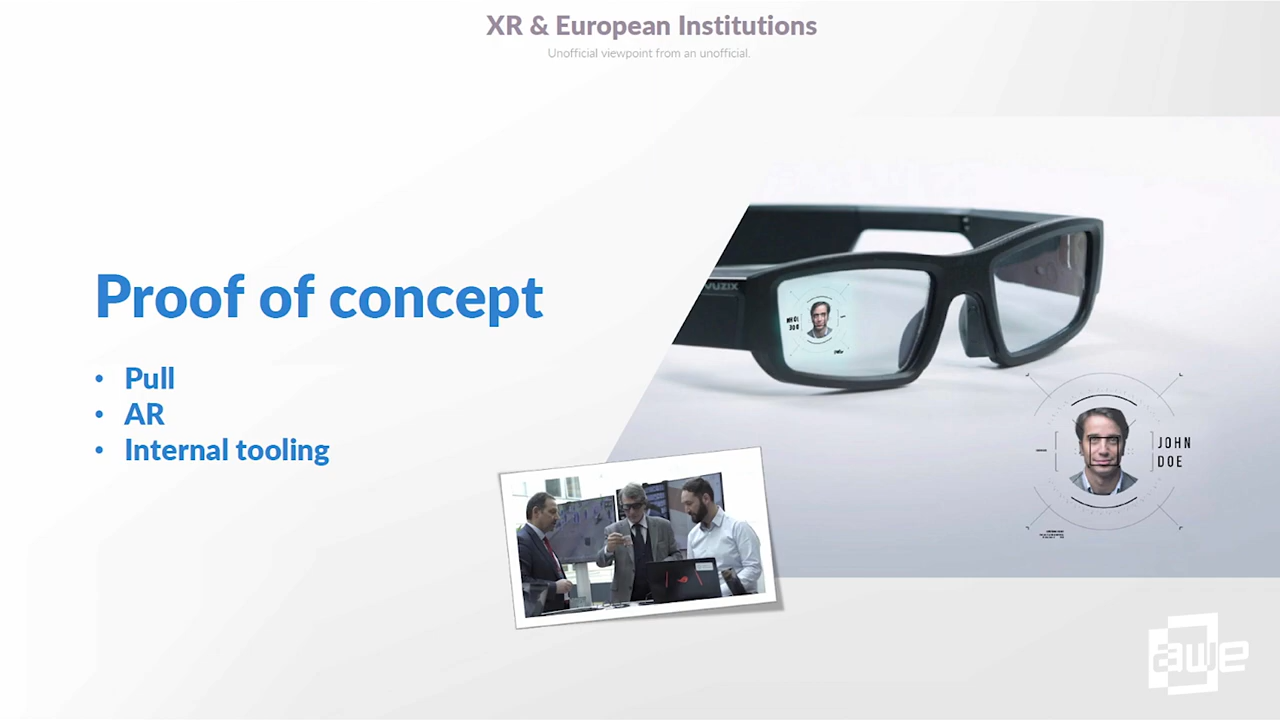 XR & European Institutions
Unofficial viewpoint from an unofficial.
Proof of concept
• Pull
• AR
• Internal tooling
VUZIX
JOHN
DOE
awe